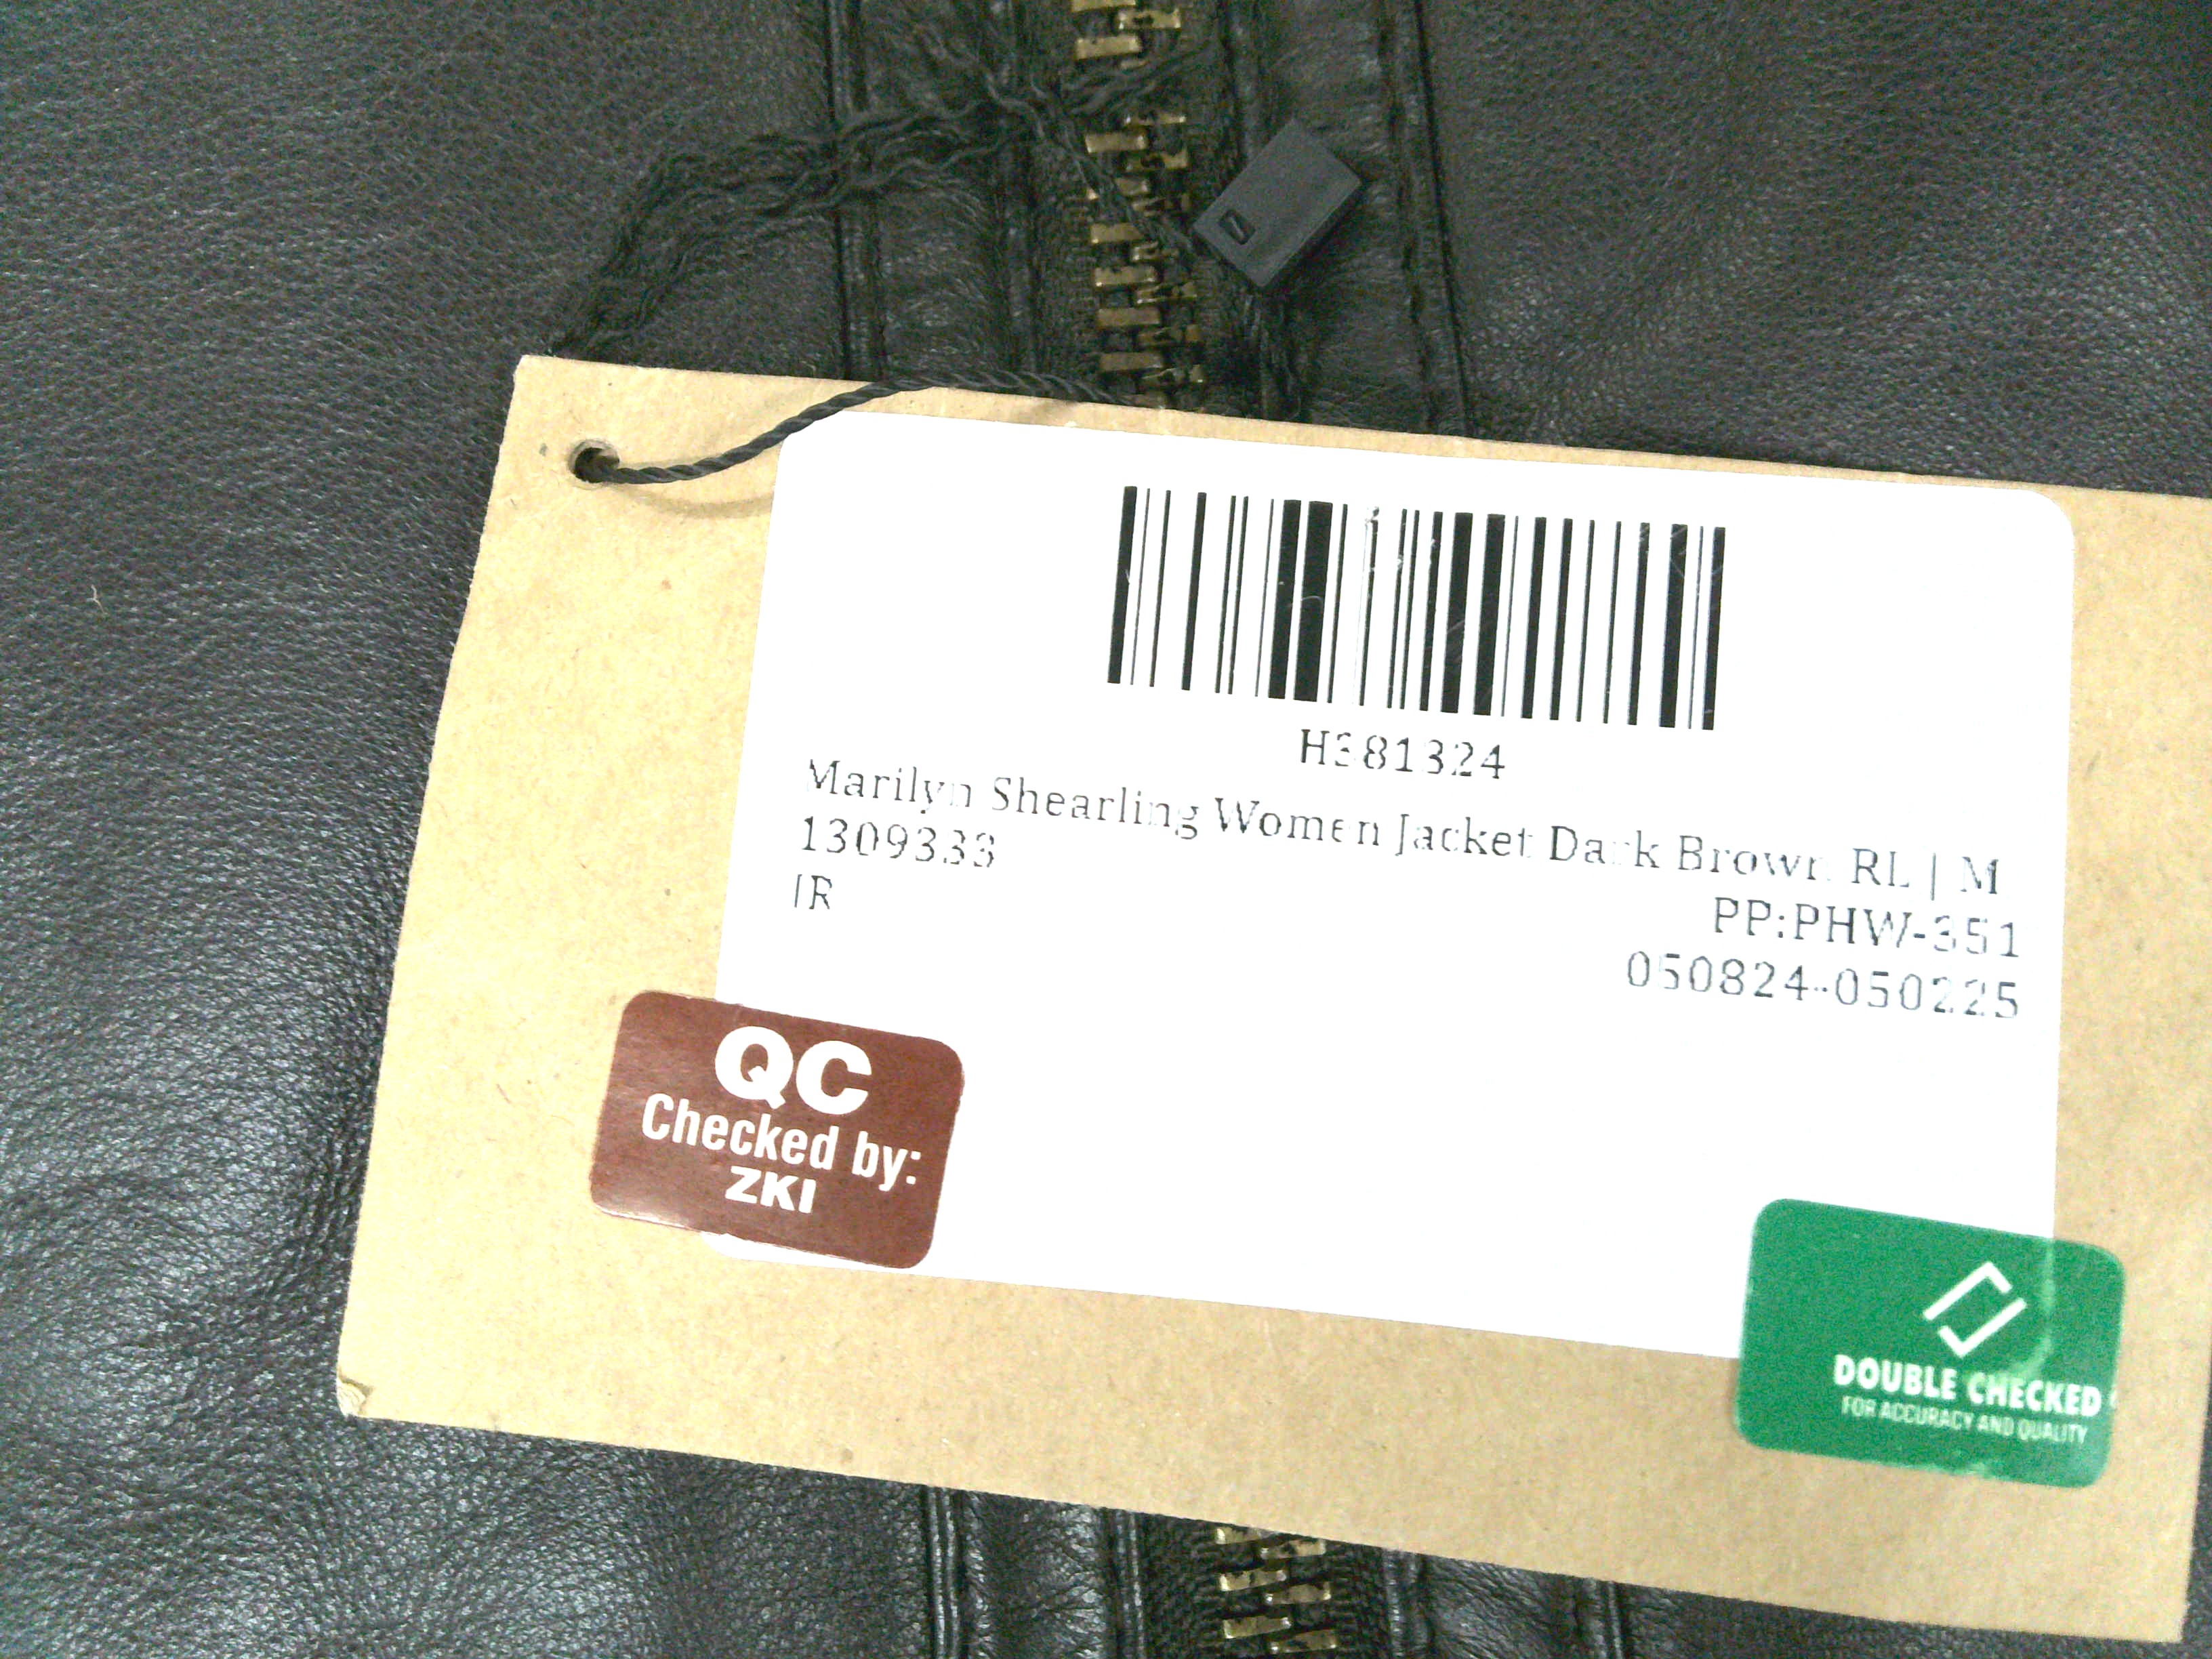 H381324
Marilyn Shearling Women Jacket Dark Brown RL | M
1309333
IR
PP:PHW-351
050824-050225
QC
Checked by:
ZKI
DOUBLE CHECKED
FOR ACCURACY AND QUALITY